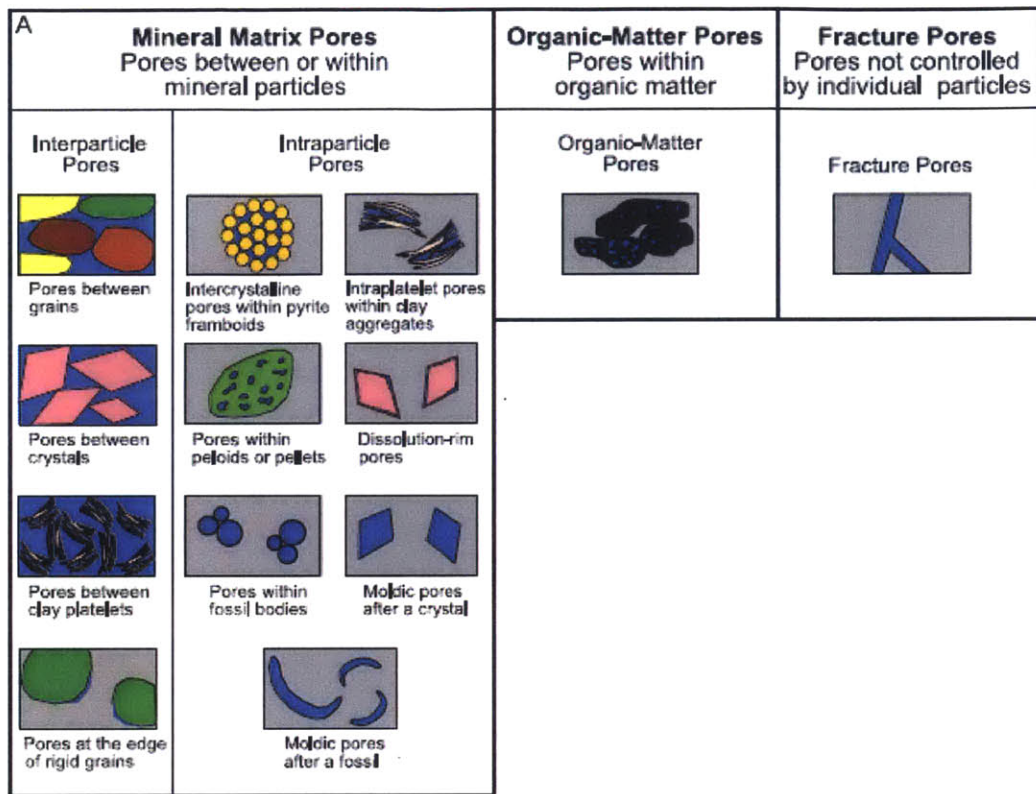 A
Mineral Matrix Pores
Pores between or within
mineral particles
Organic-Matter Pores
Pores within
organic matter
Fracture Pores
Pores not controlled
by individual particles
Interparticle
Pores
Intraparticle
Pores
Organic-Matter
Pores
Fracture Pores
Pores between
grains
Intercrystalline
pores within pyrite
framboids
Intraplatelet pores
within clay
aggregates
Pores between
crystals
Pores within
peloids or pellets
Dissolution-rim
pores
Pores between
clay platelets
Pores within
fossil bodies
Moldic pores
after a crystal
Pores at the edge
of rigid grains
Moldic pores
after a fossil